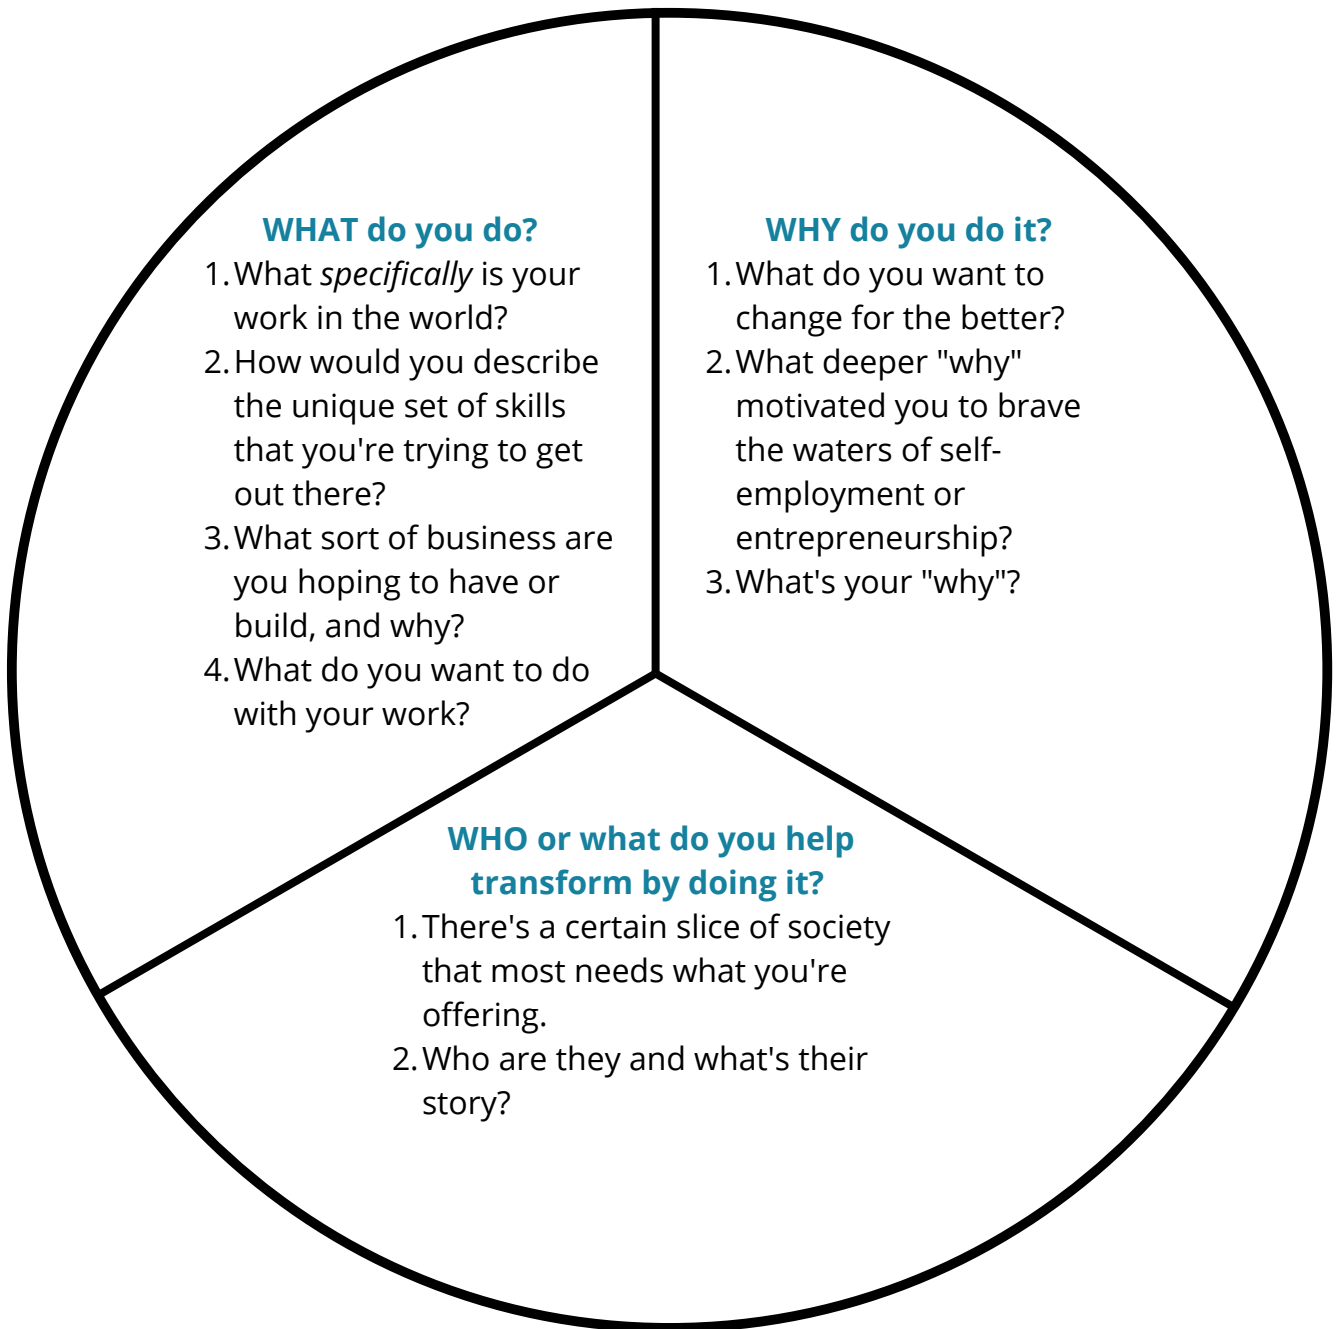 WHAT do you do?
1. What specifically is your
work in the world?
2. How would you describe
the unique set of skills
that you're trying to get
out there?
3. What sort of business are
you hoping to have or
build, and why?
4. What do you want to do
with your work?
WHY do you do it?
1. What do you want to
change for the better?
2. What deeper "why"
motivated you to brave
the waters of self-
employment or
entrepreneurship?
3. What's your "why"?
WHO or what do you help
transform by doing it?
1. There's a certain slice of society
that most needs what you're
offering.
2. Who are they and what's their
story?